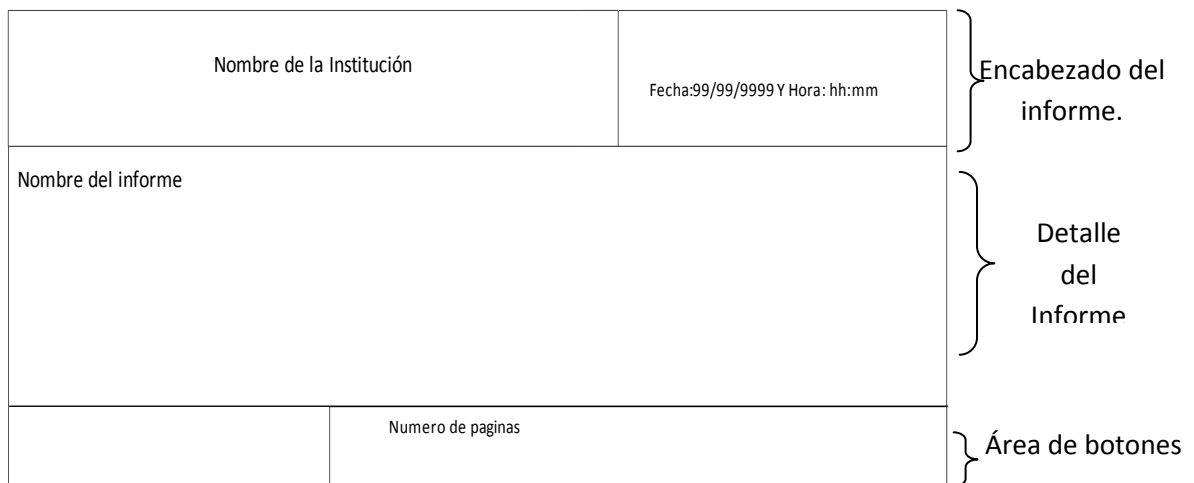 Nombre de la Institución
Fecha:99/99/9999 Y Hora: hh:mm
Encabezado del
informe.
Nombre del informe
Detalle
del
Informe
Numero de paginas
Área de botones